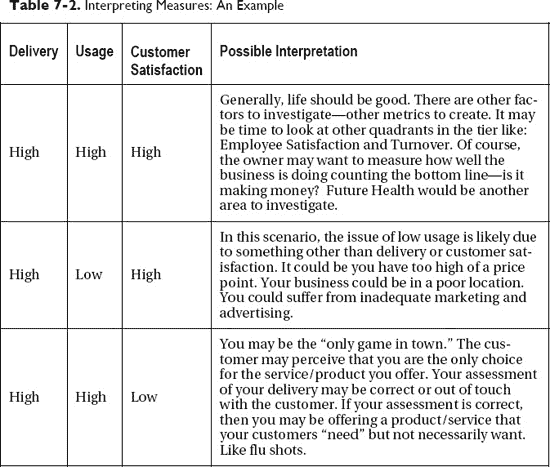 Table 7-2. Interpreting Measures: An Example
Delivery Usage Customer Satisfaction Possible Interpretation
High High High
Generally, life should be good. There are other fac-
tors to investigate—other metrics to create. It may
be time to look at other quadrants in the tier like:
Employee Satisfaction and Turnover. Of course,
the owner may want to measure how well the
business is doing counting the bottom line—is it
making money? Future Health would be another
area to investigate.
High Low High
In this scenario, the issue of low usage is likely due
to something other than delivery or customer sat-
isfaction. It could be you have too high of a price
point. Your business could be in a poor location.
You could suffer from inadequate marketing and
advertising.
High High Low
You may be the “only game in town.” The cus-
tomer may perceive that you are the only choice
for the service/product you offer. Your assessment
of your delivery may be correct or out of touch
with the customer. If your assessment is correct,
then you may be offering a product/service that
your customers “need” but not necessarily want.
Like flu shots.